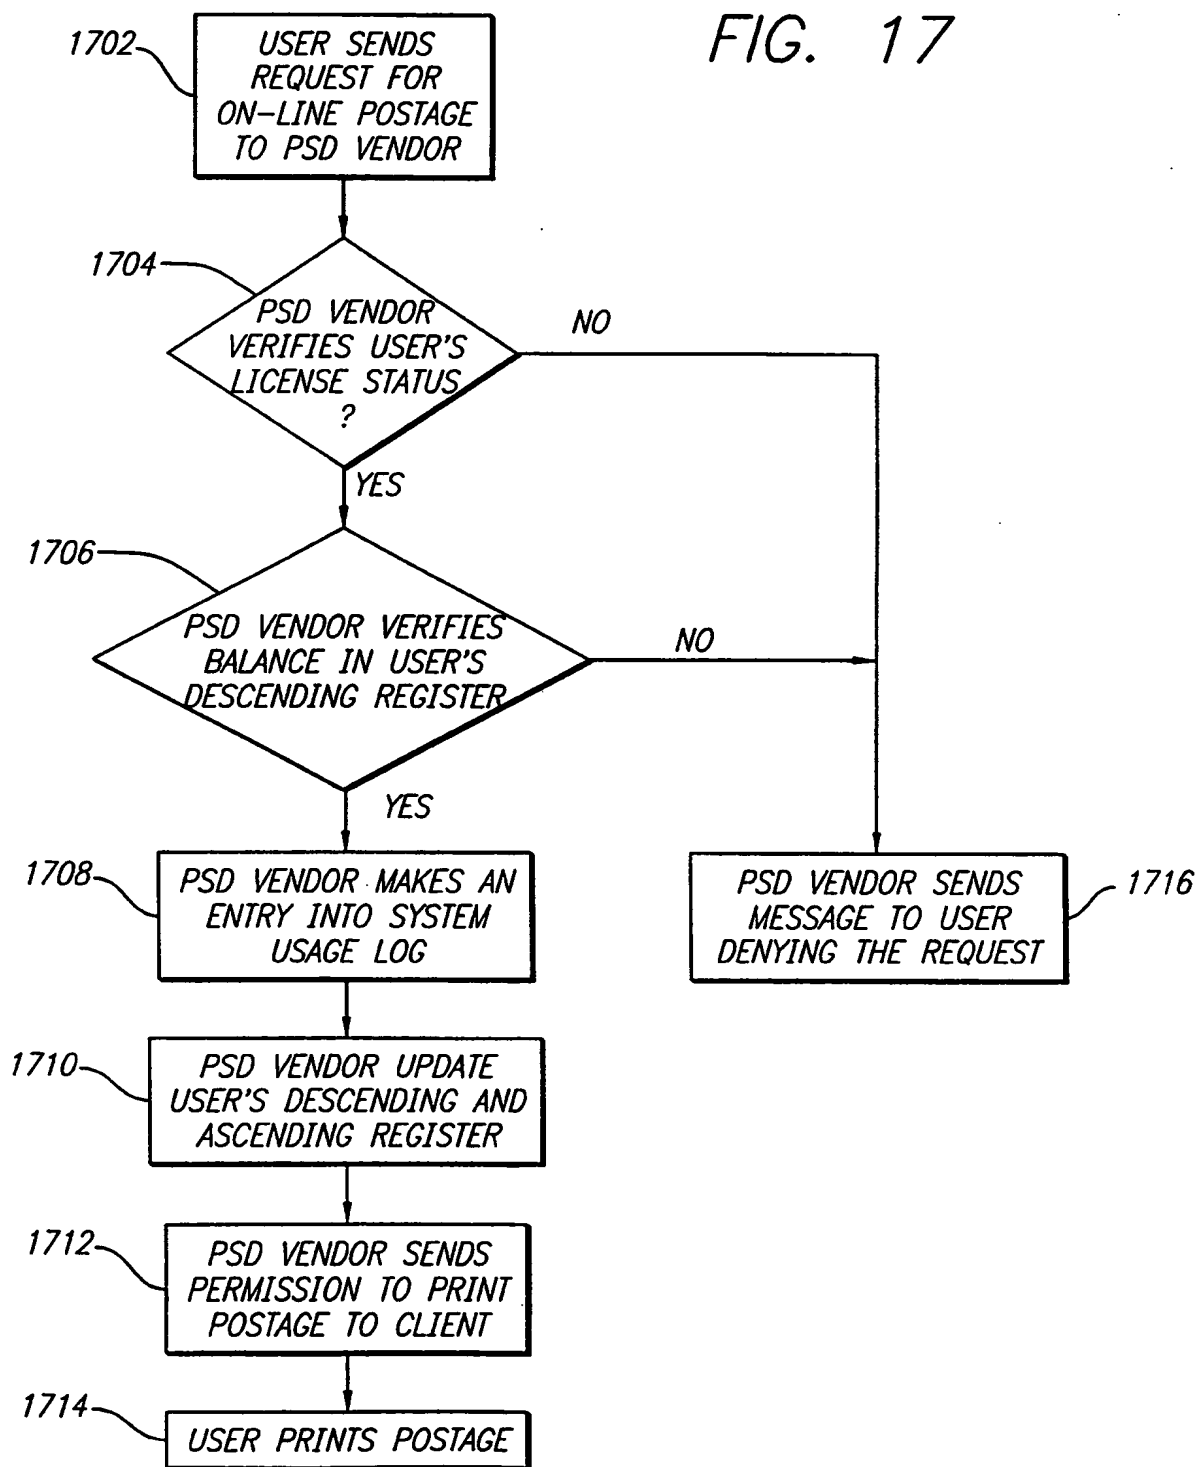 FIG. 17
1702
USER SENDS
REQUEST FOR
ON-LINE POSTAGE
TO PSD VENDOR
1704
PSD VENDOR
VERIFIES USER'S
LICENSE STATUS
?
NO
YES
1706
PSD VENDOR VERIFIES
BALANCE IN USER'S
DESCENDING REGISTER
NO
YES
1708
PSD VENDOR MAKES AN
ENTRY INTO SYSTEM
USAGE LOG
PSD VENDOR SENDS
MESSAGE TO USER
DENYING THE REQUEST
1716
1710
PSD VENDOR UPDATE
USER'S DESCENDING AND
ASCENDING REGISTER
1712
PSD VENDOR SENDS
PERMISSION TO PRINT
POSTAGE TO CLIENT
1714
USER PRINTS POSTAGE